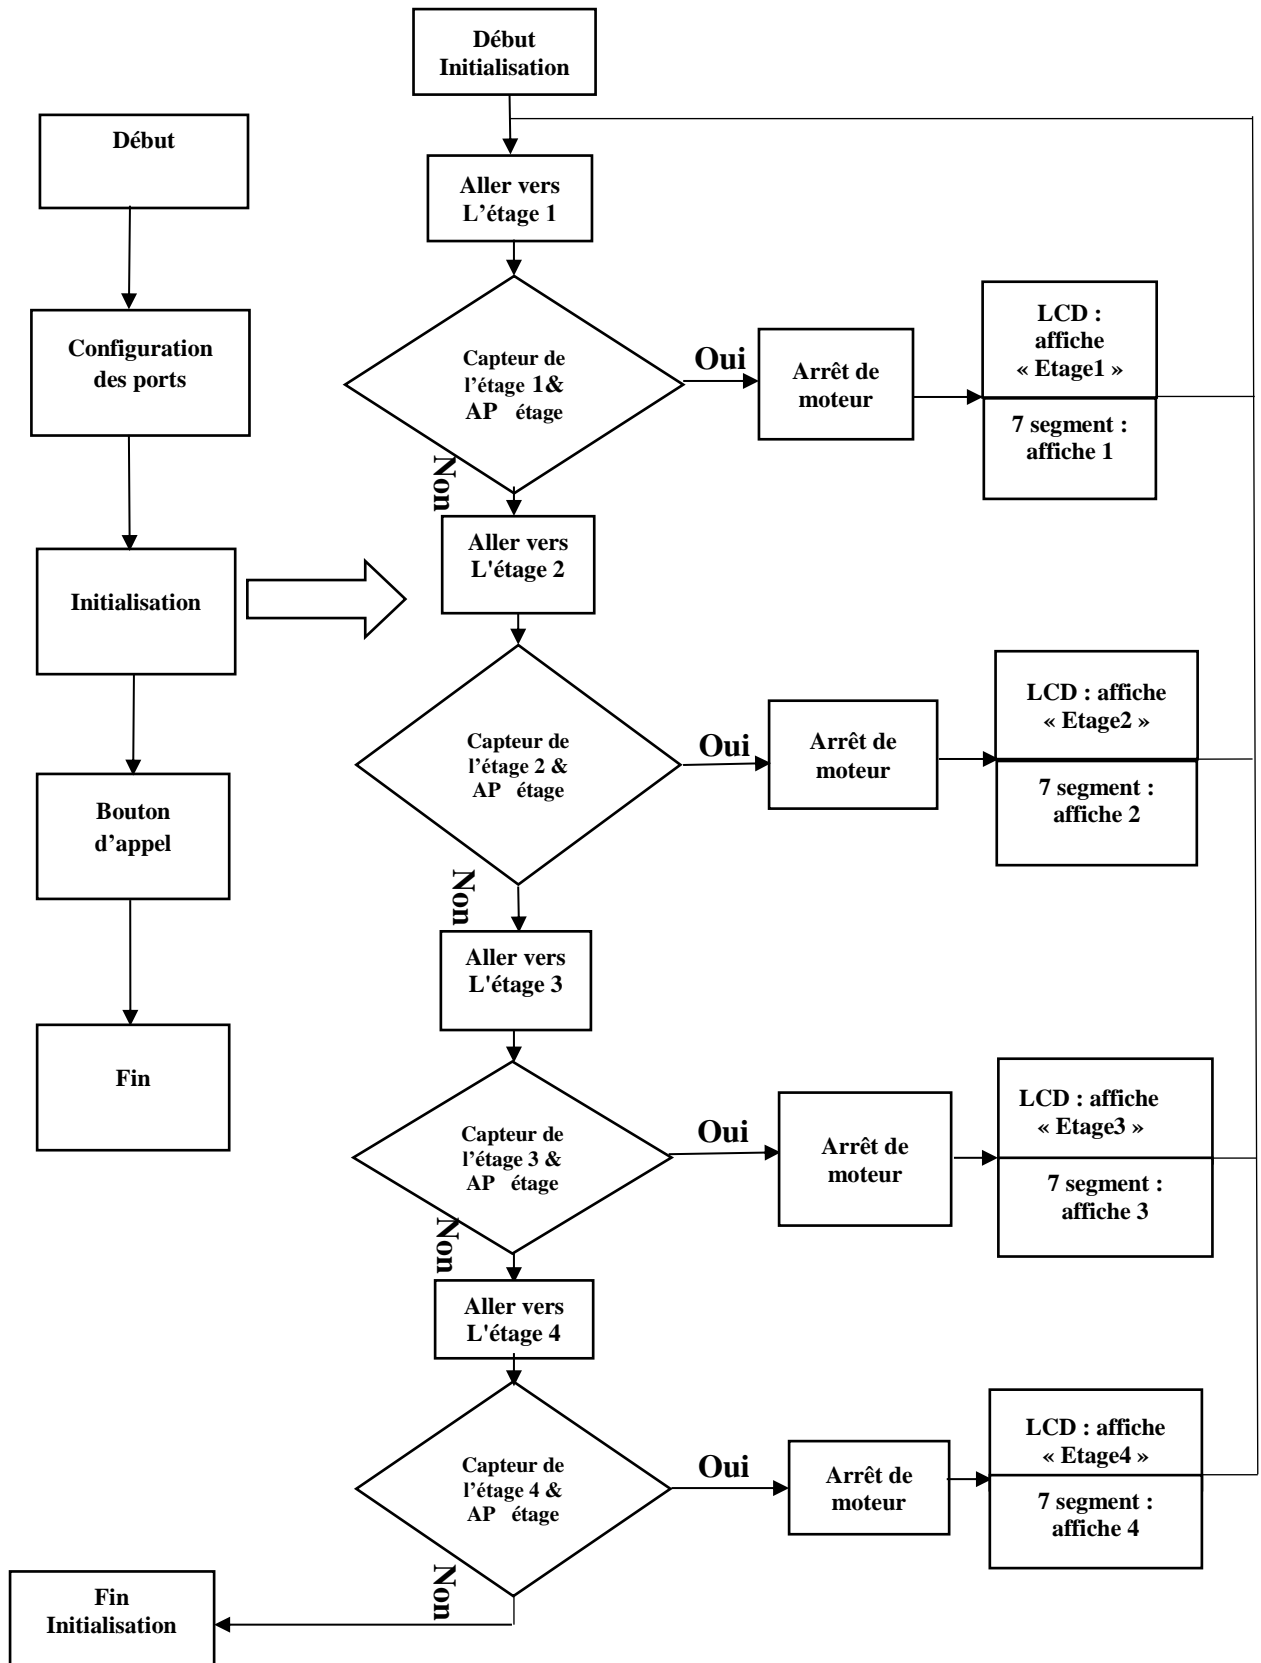 Début
Configuration
des ports
Initialisation
Bouton
d’appel
Fin
Début
Initialisation
Aller vers
L’étage 1
Capteur de
l’étage 1&
AP étage
Oui
Non
Arrêt de
moteur
LCD :
affiche
« Etage1 »
7 segment :
affiche 1
Aller vers
L'étage 2
Capteur de
l’étage 2 &
AP étage
Oui
Non
Arrêt de
moteur
LCD : affiche
« Etage2 »
7 segment :
affiche 2
Aller vers
L'étage 3
Capteur de
l’étage 3 &
AP étage
Oui
Non
Arrêt de
moteur
LCD : affiche
« Etage3 »
7 segment :
affiche 3
Aller vers
L'étage 4
Capteur de
l’étage 4 &
AP étage
Oui
Non
Arrêt de
moteur
LCD : affiche
« Etage4 »
7 segment :
affiche 4
Fin
Initialisation